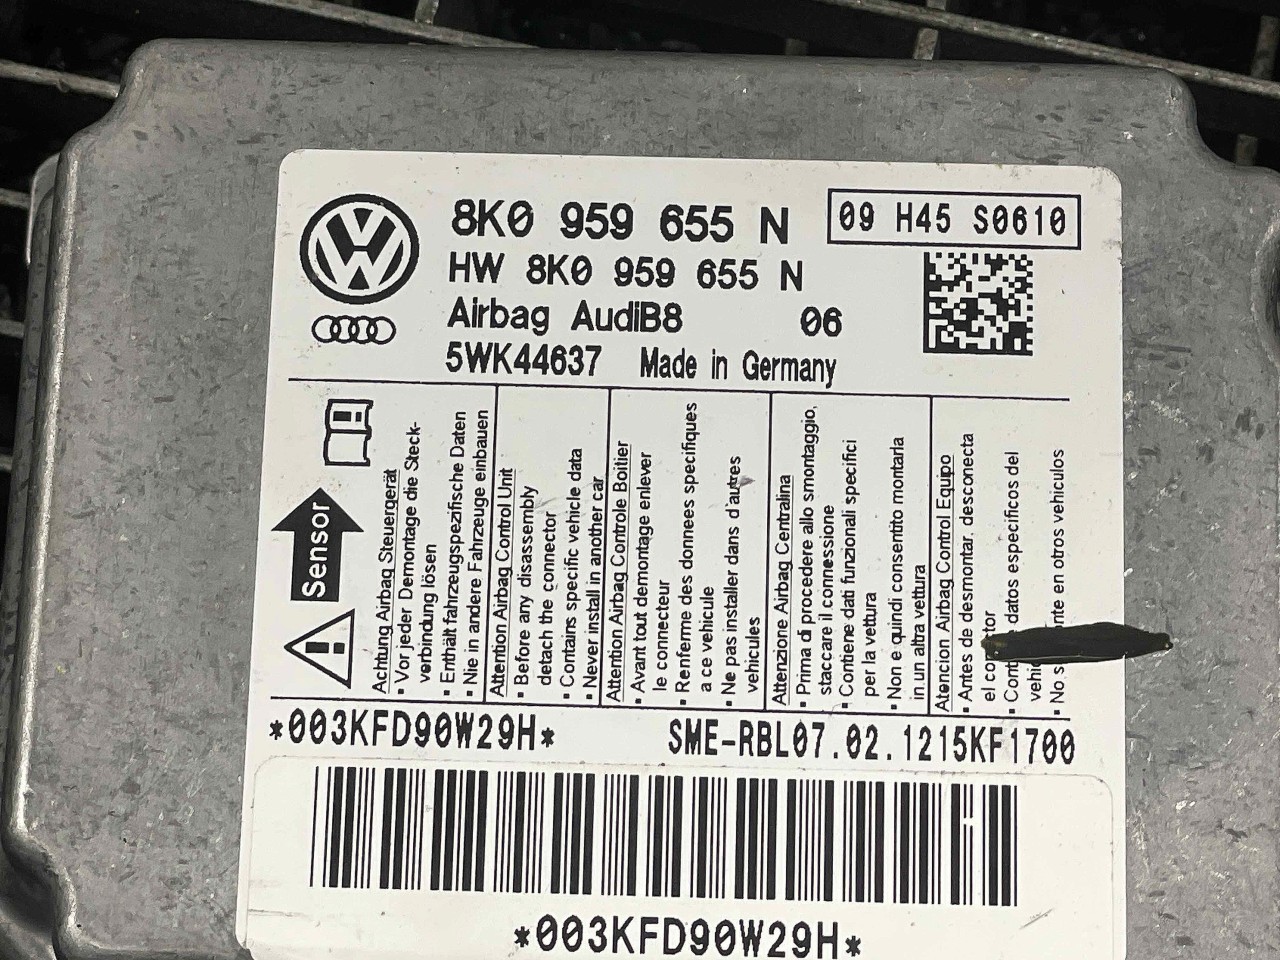 8K0 959 655 N
09 H45 S0610
HW 8K0 959 655 N
Airbag AudiB8 06
5WK44637 Made in Germany
Sensor
Achtung Airbag Steuergerät
• Vor jeder Demontage die Steck-
verbindung lösen
• Enthält fahrzeugspezifische Daten
• Nie in andere Fahrzeuge einbauen
Attention Airbag Control Unit
• Before any disassembly
detach the connector
• Contains specific vehicle data
• Never install in another car
Attention Airbag Controle Boitier
• Avant tout demontage enlever
le connecteur
• Renferme des donnees specifiques
a ce vehicule
• Ne pas installer dans d'autres
vehicules
Attenzione Airbag Centralina
• Prima di procedere allo smontaggio,
staccare il connessione
• Contiene dati funzionali specifici
per la vettura
• Non e quindi consentito montarla
in un altra vettura
Atencion Airbag Control Equipo
• Antes de desmontar, desconecta
el
• datos especificos del
• No en otros vehiculos
*003KFD90W29H*
SME-RBL07.02.1215KF1700
*003KFD90W29H*